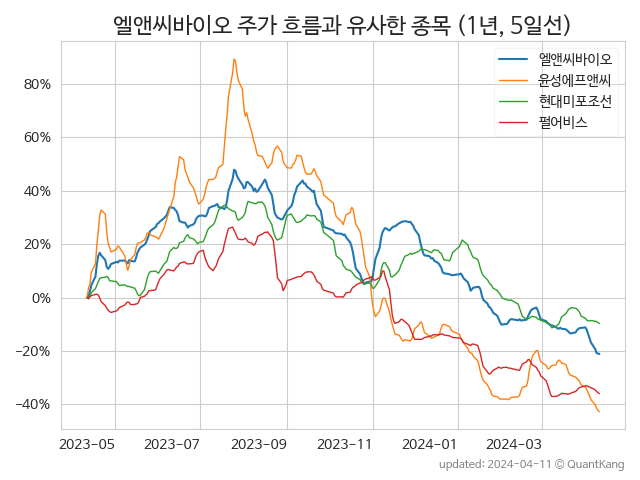 엘앤씨바이오 주가 흐름과 유사한 종목 (1년, 5일선)
엘앤씨바이오
윤성에프앤씨
현대미포조선
펄어비스
80%
60%
40%
20%
0%
−20%
−40%
2023-05 2023-07 2023-09 2023-11 2024-01 2024-03
updated: 2024-04-11 © QuantKang